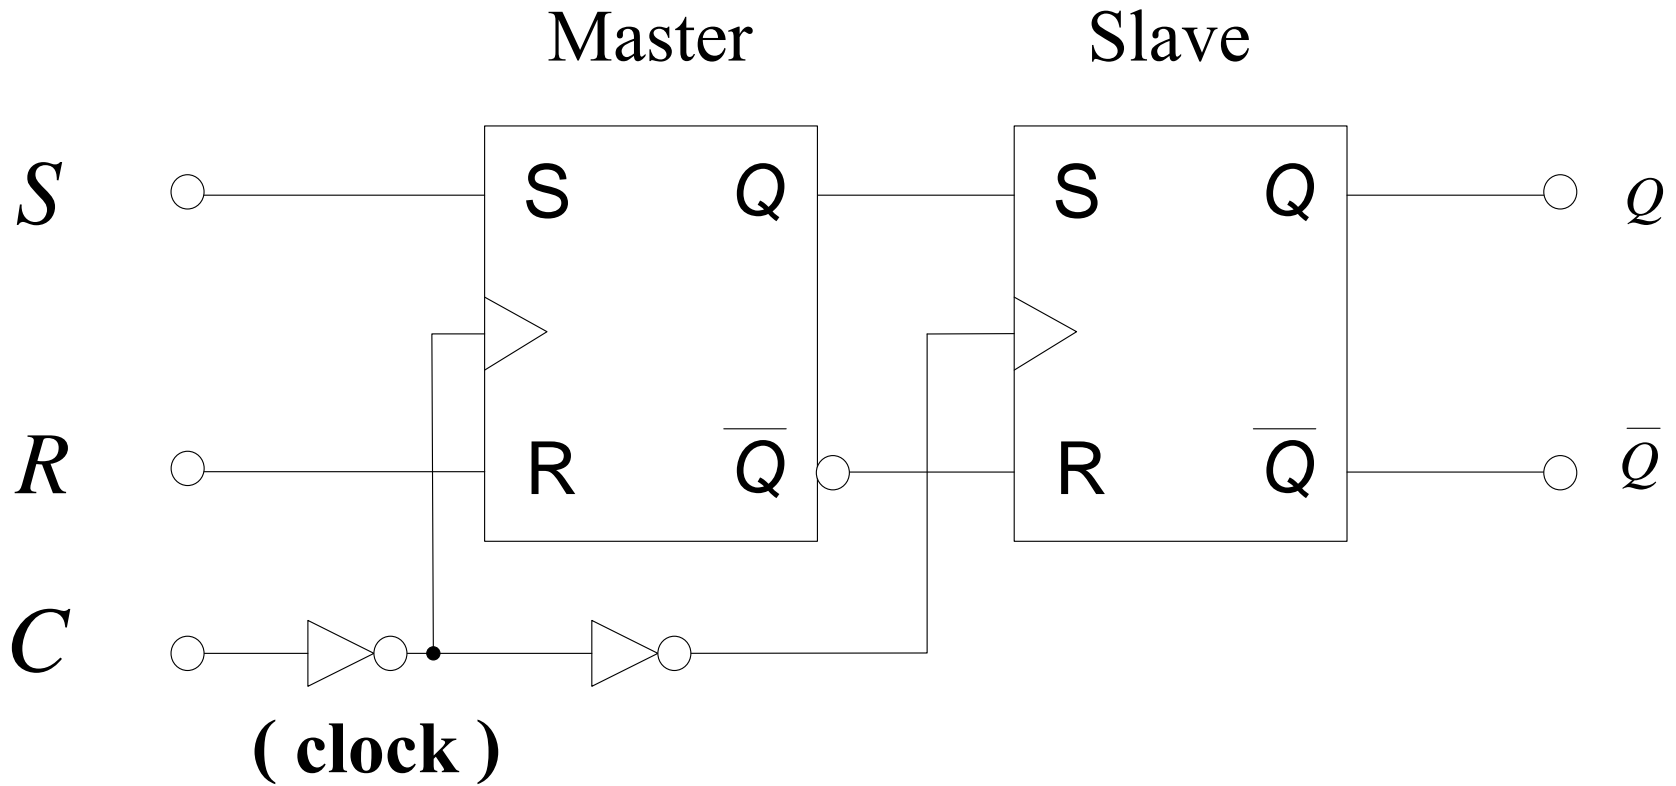 Master Slave
S S Q S Q Q
R R Q̅ R Q̅ Q̅
C
( clock )